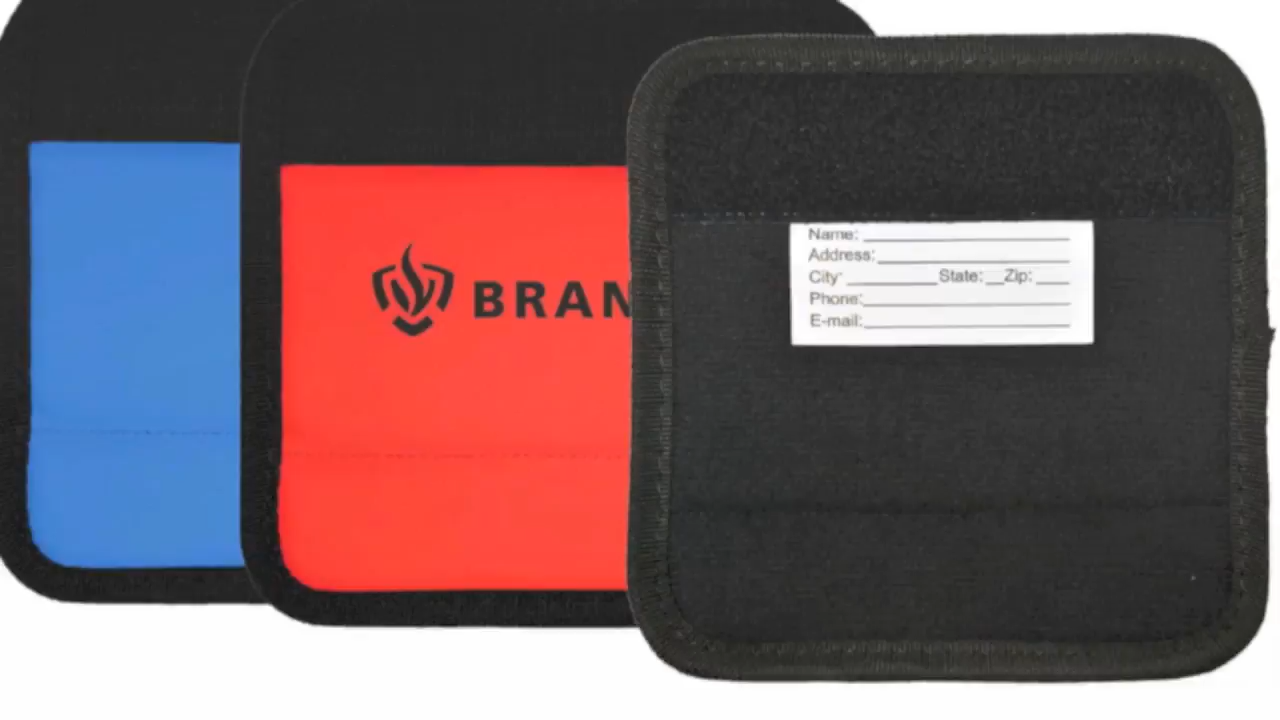 BRAN
Name:
Address:
City: State: Zip:
Phone:
E-mail: